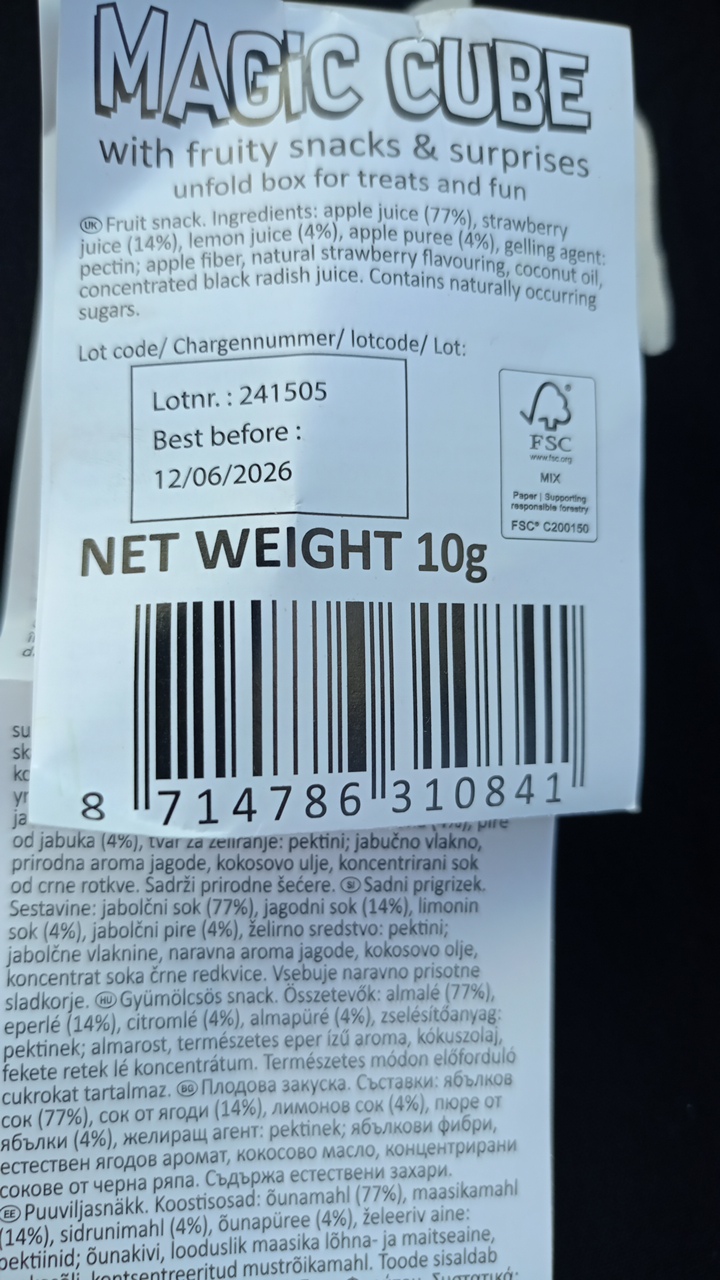 MAGIC CUBE
with fruity snacks & surprises
unfold box for treats and fun
UK Fruit snack. Ingredients: apple juice (77%), strawberry
juice (14%), lemon juice (4%), apple puree (4%), gelling agent:
pectin; apple fiber, natural strawberry flavouring, coconut oil,
concentrated black radish juice. Contains naturally occurring
sugars.
Lot code/ Chargennummer/ lotcode/ Lot:
Lotnr. : 241505
Best before :
12/06/2026
FSC
www.fsc.org
MIX
Paper | Supporting
responsible forestry
FSC® C200150
NET WEIGHT 10g
8 714786 310841
su
sk
yr
ja
od jabuka (4%), tvar za želiranje: pektini; jabučno vlakno,
prirodna aroma jagode, kokosovo ulje, koncentrirani sok
od crne rotkve. Sadrži prirodne šećere. SI Sadni prigrizek.
Sestavine: jabolčni sok (77%), jagodni sok (14%), limonin
sok (4%), jabolčni pire (4%), želirno sredstvo: pektini;
jabolčne vlaknine, naravna aroma jagode, kokosovo olje,
koncentrat soka črne redkvice. Vsebuje naravno prisotne
sladkorje. HU Gyümölcsös snack. Összetevők: almalé (77%),
eperlé (14%), citromlé (4%), almapüré (4%), zselésítőanyag:
pektinek; almarost, természetes eper ízű aroma, kókuszolaj,
fekete retek lé koncentrátum. Természetes módon előforduló
cukrokat tartalmaz. BG Плодова закуска. Съставки: ябълков
сок (77%), сок от ягоди (14%), лимонов сок (4%), пюре от
ябълки (4%), желиращ агент: pektinek; ябълкови фибри,
естествен ягодов аромат, кокосово масло, концентрирани
сокове от черна ряпа. Съдържа естествени захари.
EE Puuviljasnäkk. Koostisosad: õunamahl (77%), maasikamahl
(14%), sidrunimahl (4%), õunapüree (4%), želeeriv aine:
pektiinid; õunakivi, looduslik maasika lõhna- ja maitseaine,
kontsentreeritud mustrõikamahl. Toode sisaldab